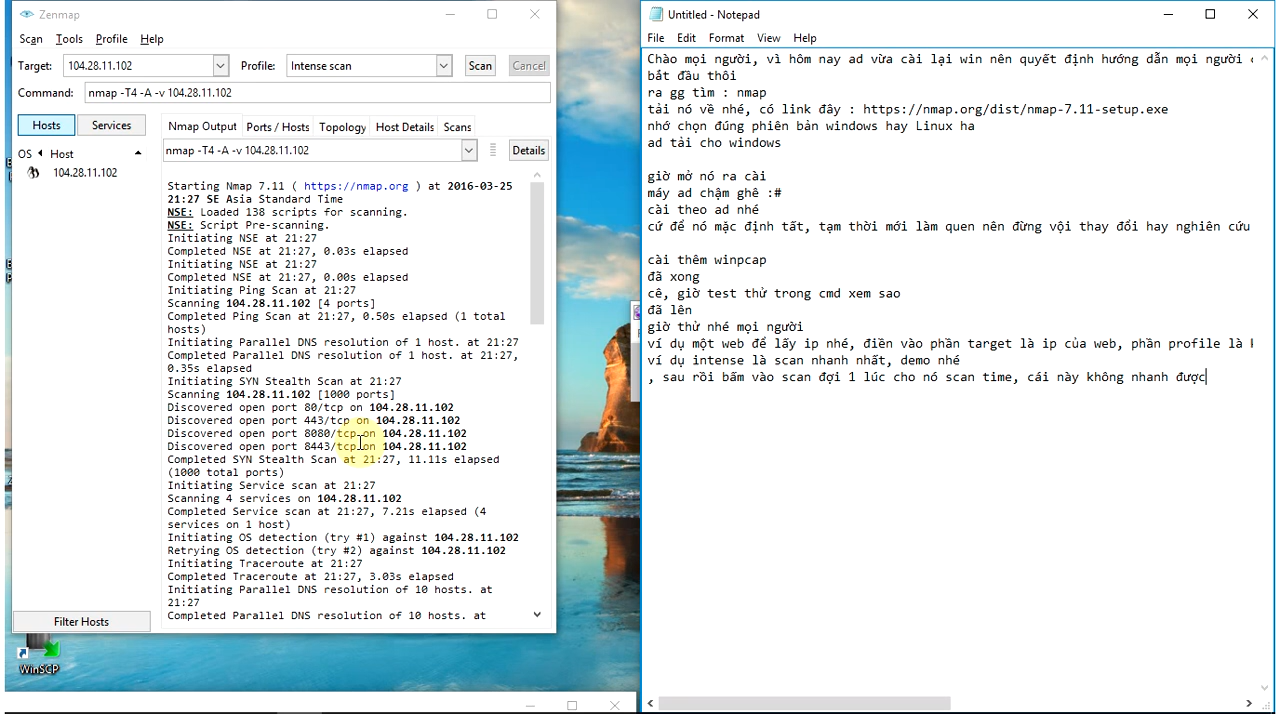 Zenmap
Scan Tools Profile Help
Target: 104.28.11.102 Profile: Intense scan Scan Cancel
Command: nmap -T4 -A -v 104.28.11.102
Hosts Services
OS Host
104.28.11.102
Filter Hosts
Nmap Output Ports / Hosts Topology Host Details Scans
nmap -T4 -A -v 104.28.11.102 Details
Starting Nmap 7.11 ( https://nmap.org ) at 2016-03-25
21:27 SE Asia Standard Time
NSE: Loaded 138 scripts for scanning.
NSE: Script Pre-scanning.
Initiating NSE at 21:27
Completed NSE at 21:27, 0.03s elapsed
Initiating NSE at 21:27
Completed NSE at 21:27, 0.00s elapsed
Initiating Ping Scan at 21:27
Scanning 104.28.11.102 [4 ports]
Completed Ping Scan at 21:27, 0.50s elapsed (1 total
hosts)
Initiating Parallel DNS resolution of 1 host. at 21:27
Completed Parallel DNS resolution of 1 host. at 21:27,
0.35s elapsed
Initiating SYN Stealth Scan at 21:27
Scanning 104.28.11.102 [1000 ports]
Discovered open port 80/tcp on 104.28.11.102
Discovered open port 443/tcp on 104.28.11.102
Discovered open port 8080/tcp on 104.28.11.102
Discovered open port 8443/tcp on 104.28.11.102
Completed SYN Stealth Scan at 21:27, 11.11s elapsed
(1000 total ports)
Initiating Service scan at 21:27
Scanning 4 services on 104.28.11.102
Completed Service scan at 21:27, 7.21s elapsed (4
services on 1 host)
Initiating OS detection (try #1) against 104.28.11.102
Retrying OS detection (try #2) against 104.28.11.102
Initiating Traceroute at 21:27
Completed Traceroute at 21:27, 3.03s elapsed
Initiating Parallel DNS resolution of 10 hosts. at
21:27
Completed Parallel DNS resolution of 10 hosts. at
WinSCP
Untitled - Notepad
File Edit Format View Help
Chào mọi người, vì hôm nay ad vừa cài lại win nên quyết định hướng dẫn mọi người
bắt đầu thôi
ra gg tìm : nmap
tải nó về nhé, có link đây : https://nmap.org/dist/nmap-7.11-setup.exe
nhớ chọn đúng phiên bản windows hay Linux ha
ad tải cho windows
giờ mở nó ra cài
máy ad chậm ghê :#
cài theo ad nhé
cứ để nó mặc định tất, tạm thời mới làm quen nên đừng vội thay đổi hay nghiên cứu
cài thêm winpcap
đã xong
cê, giờ test thử trong cmd xem sao
đã lên
giờ thử nhé mọi người
ví dụ một web để lấy ip nhé, điền vào phần target là ip của web, phần profile là
ví dụ intense là scan nhanh nhất, demo nhé
, sau rồi bấm vào scan đợi 1 lúc cho nó scan time, cái này không nhanh được